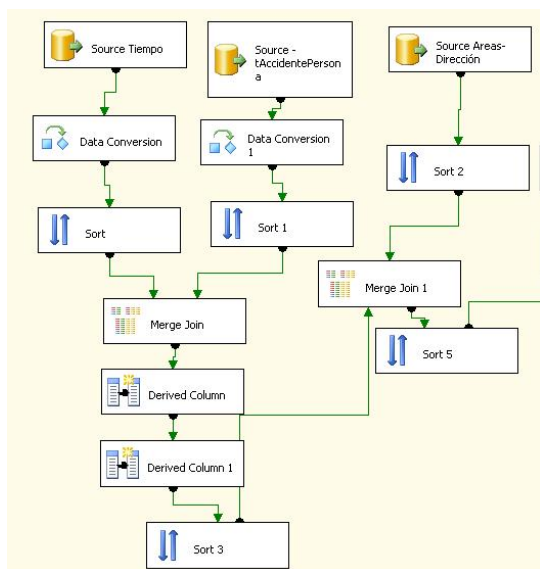 Source Tiempo
Source -
tAccidentePerson
a
Source Areas-
Dirección
Data Conversion
Data Conversion
1
Sort 2
Sort
Sort 1
Merge Join 1
Merge Join
Sort 5
Derived Column
Derived Column 1
Sort 3